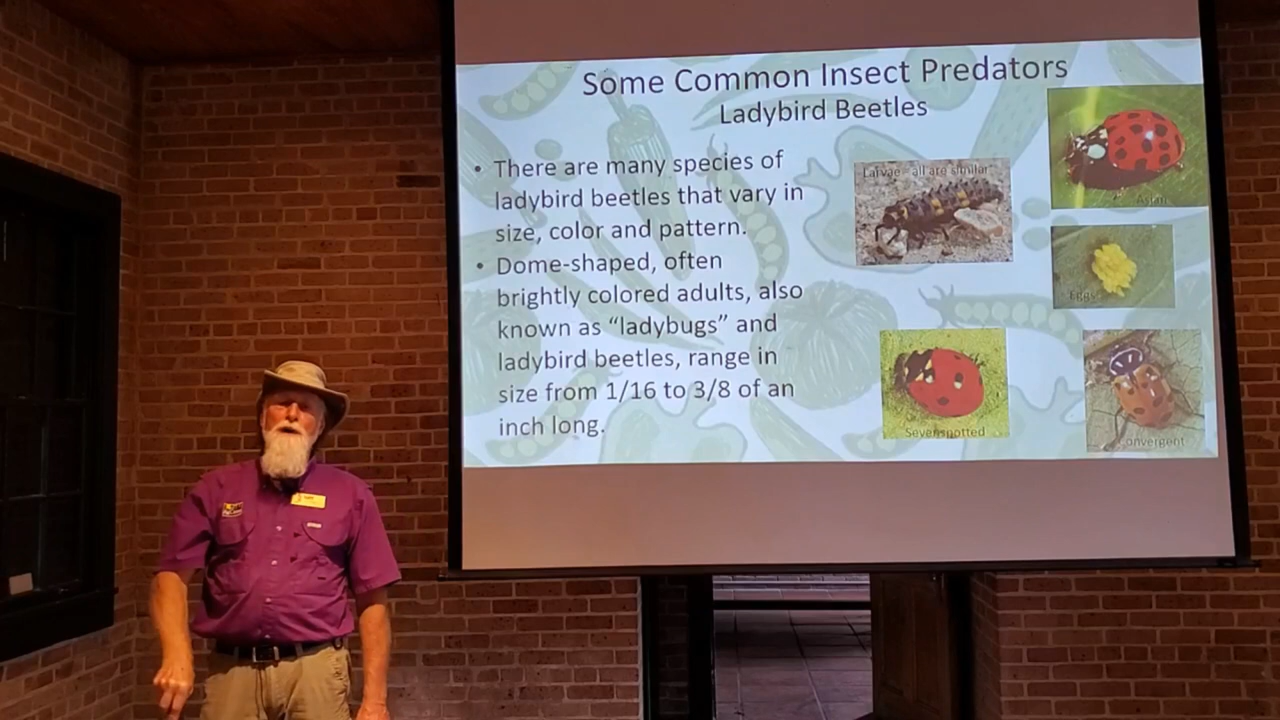 Some Common Insect Predators
Ladybird Beetles
• There are many species of
ladybird beetles that vary in
size, color and pattern.
• Dome-shaped, often
brightly colored adults, also
known as “ladybugs” and
ladybird beetles, range in
size from 1/16 to 3/8 of an
inch long.
Larvae - all are similar
Asian
Eggs
Sevenspotted
Convergent